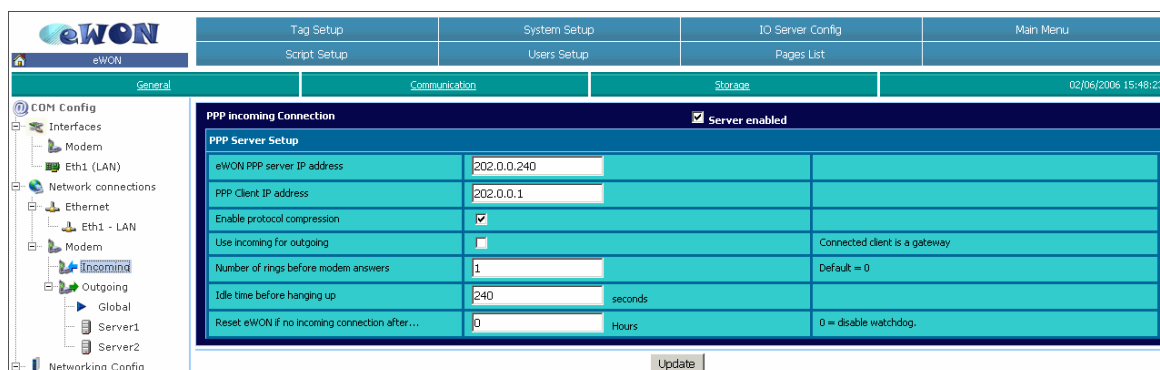 eWON
Tag Setup
System Setup
IO Server Config
Main Menu
eWON
Script Setup
Users Setup
Pages List
General
Communication
Storage
02/06/2006 15:48:23
COM Config
Interfaces
Modem
Eth1 (LAN)
Network connections
Ethernet
Eth1 - LAN
Modem
Incoming
Outgoing
Global
Server1
Server2
Networking Config
PPP incoming Connection
Server enabled
PPP Server Setup
eWON PPP server IP address 202.0.0.240
PPP Client IP address 202.0.0.1
Enable protocol compression
Use incoming for outgoing Connected client is a gateway
Number of rings before modem answers 1 Default = 0
Idle time before hanging up 240 seconds
Reset eWON if no incoming connection after... 0 Hours 0 = disable watchdog.
Update